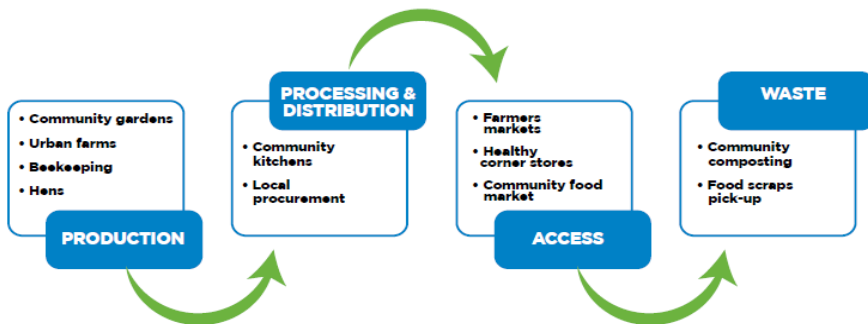 • Community gardens
• Urban farms
• Beekeeping
• Hens
PRODUCTION
PROCESSING &
DISTRIBUTION
• Community
kitchens
• Local
procurement
• Farmers
markets
• Healthy
corner stores
• Community food
market
ACCESS
WASTE
• Community
composting
• Food scraps
pick-up